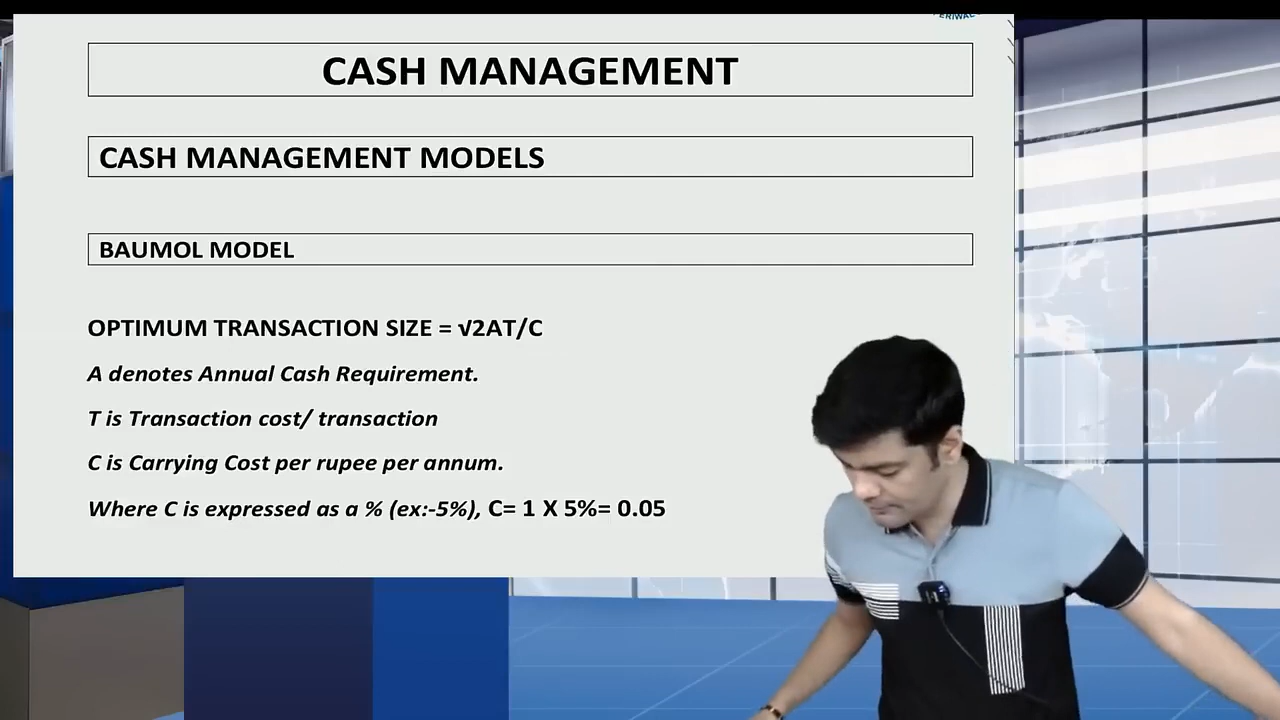 CASH MANAGEMENT
CASH MANAGEMENT MODELS
BAUMOL MODEL
OPTIMUM TRANSACTION SIZE = √2AT/C
A denotes Annual Cash Requirement.
T is Transaction cost/ transaction
C is Carrying Cost per rupee per annum.
Where C is expressed as a % (ex:-5%), C= 1 X 5%= 0.05